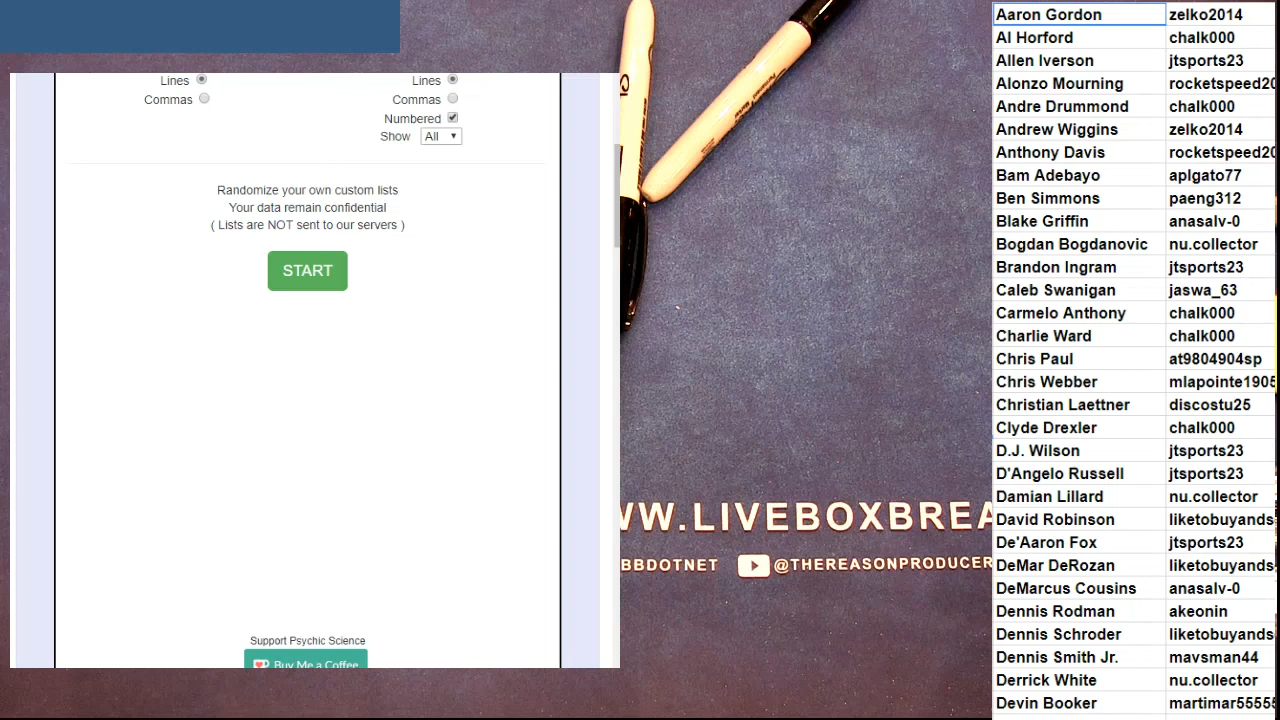 Lines Lines
Commas Commas
Numbered
Show All
Randomize your own custom lists
Your data remain confidential
( Lists are NOT sent to our servers )
START
Support Psychic Science
Buy Me a Coffee
WW.LIVEBOXBREA
BBDOTNET @THEREASONPRODUCER
Aaron Gordon zelko2014
Al Horford chalk000
Allen Iverson jtsports23
Alonzo Mourning rocketspeed20
Andre Drummond chalk000
Andrew Wiggins zelko2014
Anthony Davis rocketspeed20
Bam Adebayo aplgato77
Ben Simmons paeng312
Blake Griffin anasalv-0
Bogdan Bogdanovic nu.collector
Brandon Ingram jtsports23
Caleb Swanigan jaswa_63
Carmelo Anthony chalk000
Charlie Ward chalk000
Chris Paul at9804904sp
Chris Webber mlapointe1905
Christian Laettner discostu25
Clyde Drexler chalk000
D.J. Wilson jtsports23
D'Angelo Russell jtsports23
Damian Lillard nu.collector
David Robinson liketobuyands
De'Aaron Fox jtsports23
DeMar DeRozan liketobuyands
DeMarcus Cousins anasalv-0
Dennis Rodman akeonin
Dennis Schroder liketobuyands
Dennis Smith Jr. mavsman44
Derrick White nu.collector
Devin Booker martimar55555